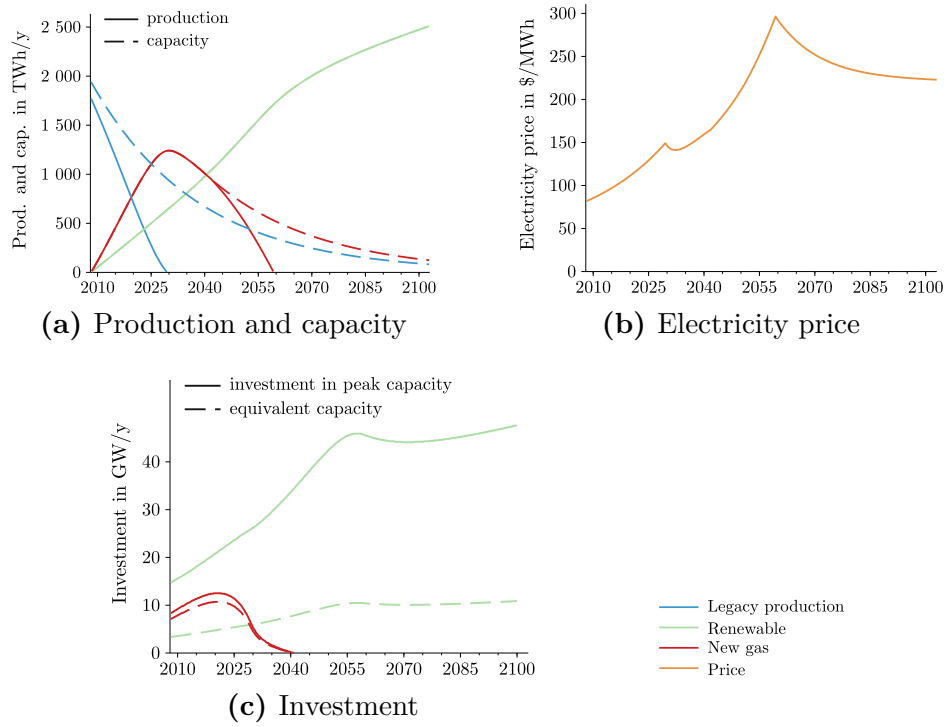 Prod. and cap. in TWh/y
production
capacity
2 500
2 000
1 500
1 000
500
0
2010 2025 2040 2055 2070 2085 2100
(a) Production and capacity
Electricity price in $/MWh
300
250
200
150
100
50
0
2010 2025 2040 2055 2070 2085 2100
(b) Electricity price
Investment in GW/y
investment in peak capacity
equivalent capacity
40
30
20
10
0
2010 2025 2040 2055 2070 2085 2100
(c) Investment
Legacy production
Renewable
New gas
Price